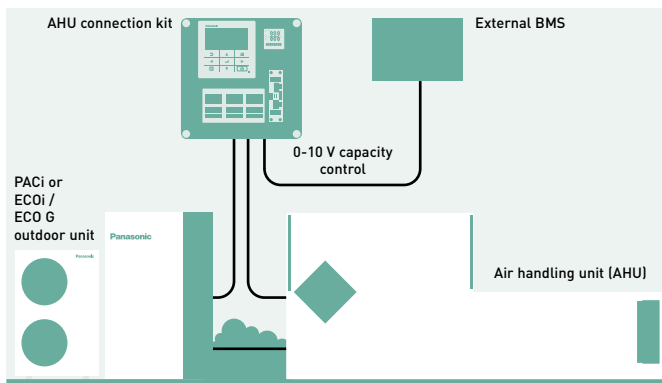 AHU connection kit
External BMS
0-10 V capacity
control
PACi or
ECOi /
ECO G
outdoor unit
Panasonic
Panasonic
Air handling unit (AHU)